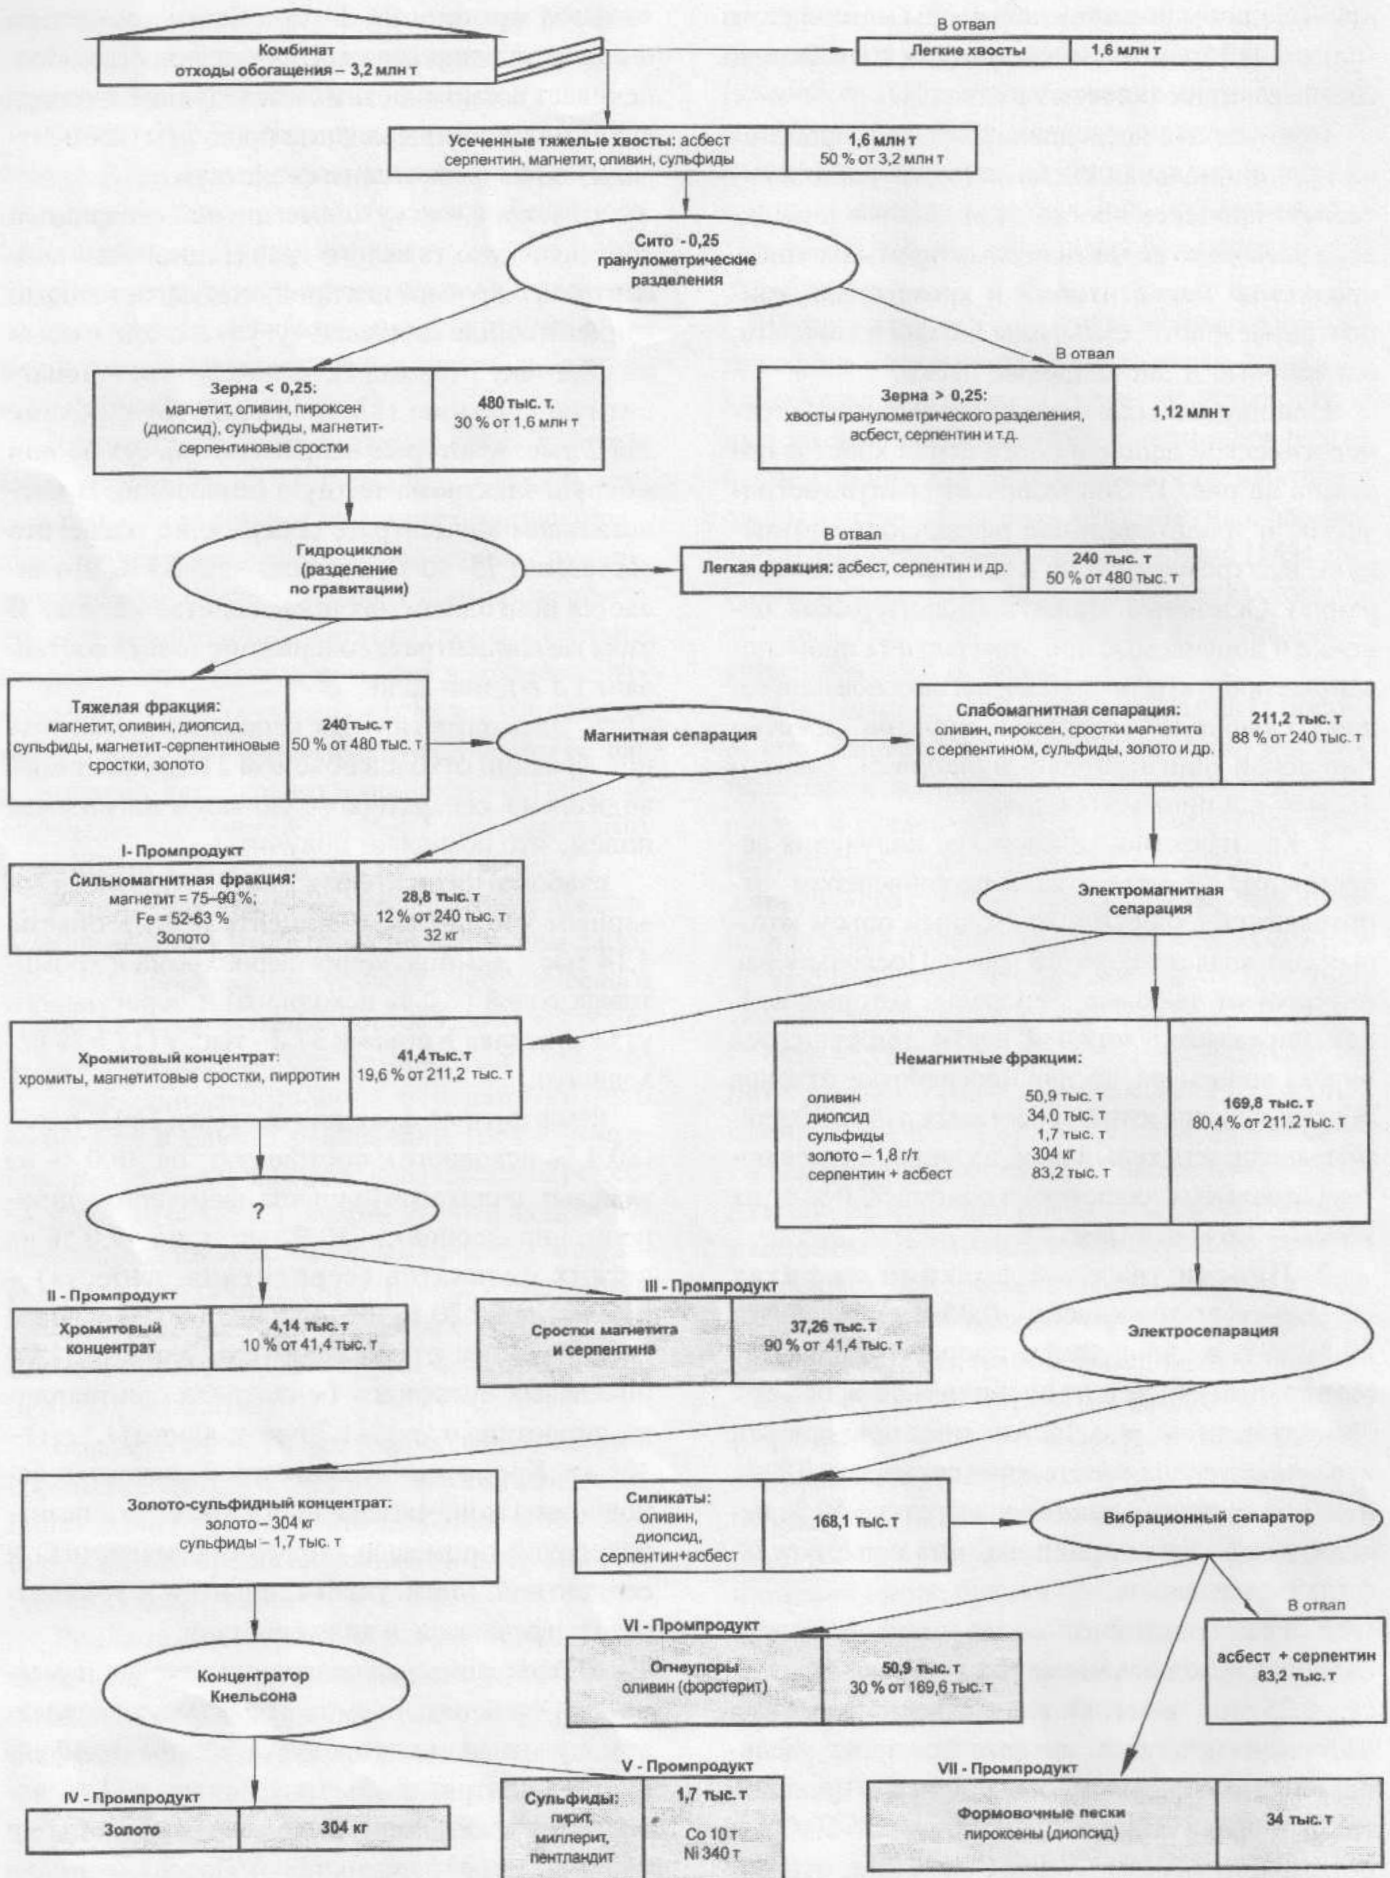 Комбинат
отходы обогащения – 3,2 млн т
В отвал
Легкие хвосты 1,6 млн т
Усеченные тяжелые хвосты: асбест 1,6 млн т
серпентин, магнетит, оливин, сульфиды 50 % от 3,2 млн т
Сито - 0,25
гранулометрические
разделения
Зерна < 0,25:
магнетит, оливин, пироксен
(диопсид), сульфиды, магнетит-
серпентиновые сростки
480 тыс. т.
30 % от 1,6 млн т
В отвал
Зерна > 0,25:
хвосты гранулометрического разделения,
асбест, серпентин и т.д.
1,12 млн т
Гидроциклон
(разделение
по гравитации)
В отвал
Легкая фракция: асбест, серпентин и др.
240 тыс. т
50 % от 480 тыс. т
Тяжелая фракция:
магнетит, оливин, диопсид,
сульфиды, магнетит-серпентиновые
сростки, золото
240 тыс. т
50 % от 480 тыс. т
Магнитная сепарация
Слабомагнитная сепарация:
оливин, пироксен, сростки магнетита
с серпентином, сульфиды, золото и др.
211,2 тыс. т
88 % от 240 тыс. т
I- Промпродукт
Сильномагнитная фракция:
магнетит = 75–90 %;
Fe = 52-63 %
Золото
28,8 тыс. т
12 % от 240 тыс. т
32 кг
Электромагнитная
сепарация
Хромитовый концентрат:
хромиты, магнетитовые сростки, пирротин
41,4 тыс. т
19,6 % от 211,2 тыс. т
Немагнитные фракции:
оливин 50,9 тыс. т
диопсид 34,0 тыс. т
сульфиды 1,7 тыс. т
золото – 1,8 г/т 304 кг
серпентин + асбест 83,2 тыс. т
169,8 тыс. т
80,4 % от 211.2 тыс. т
?
II - Промпродукт
Хромитовый
концентрат
4,14 тыс. т
10 % от 41,4 тыс. т
III - Промпродукт
Сростки магнетита
и серпентина
37,26 тыс. т
90 % от 41,4 тыс. т
Электросепарация
Золото-сульфидный концентрат:
золото – 304 кг
сульфиды – 1,7 тыс. т
Силикаты:
оливин,
диопсид,
серпентин+асбест
168,1 тыс. т
Вибрационный сепаратор
В отвал
асбест + серпентин
83,2 тыс. т
VI - Промпродукт
Огнеупоры
оливин (форстерит)
50,9 тыс. т
30 % от 169,6 тыс. т
Концентратор
Кнельсона
IV - Промпродукт
Золото 304 кг
V - Промпродукт
Сульфиды:
пирит,
миллерит,
пентландит
1,7 тыс. т
Co 10 т
Ni 340 т
VII - Промпродукт
Формовочные пески
пироксены (диопсид)
34 тыс. т